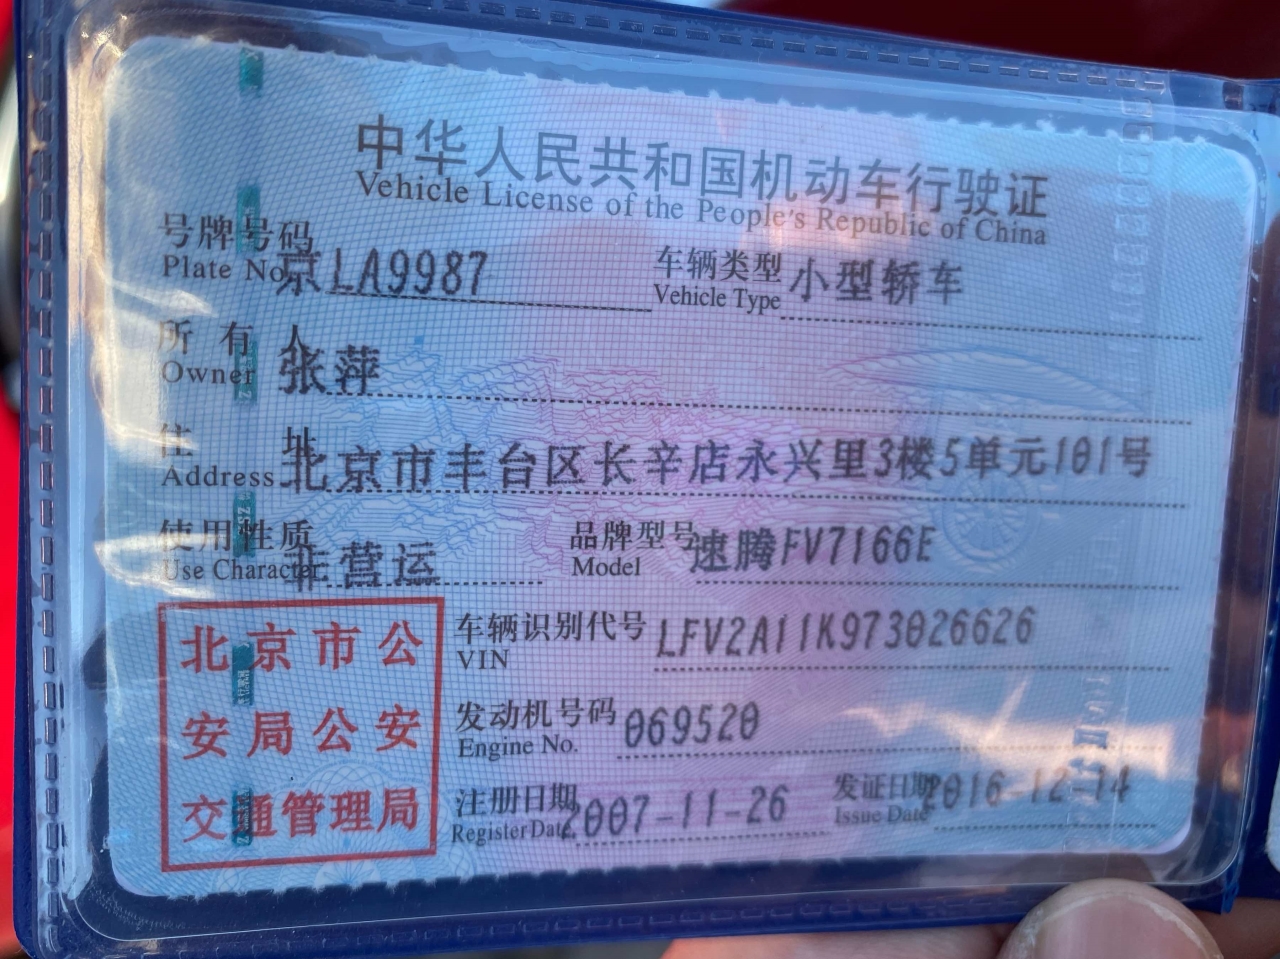 中华人民共和国机动车行驶证
Vehicle License of the People's Republic of China
号牌号码 京LA9987 车辆类型 小型轿车
Plate No. Vehicle Type
所有人 张萍
Owner
住址 北京市丰台区长辛店永兴里3楼5单元101号
Address
使用性质 非营运 品牌型号 速腾FV7166E
Use Character Model
车辆识别代号 LFV2A11K973026626
VIN
发动机号码 069520
Engine No.
注册日期 2007-11-26 发证日期 2016-12-14
Register Date Issue Date
北京市公
安局公安
交通管理局